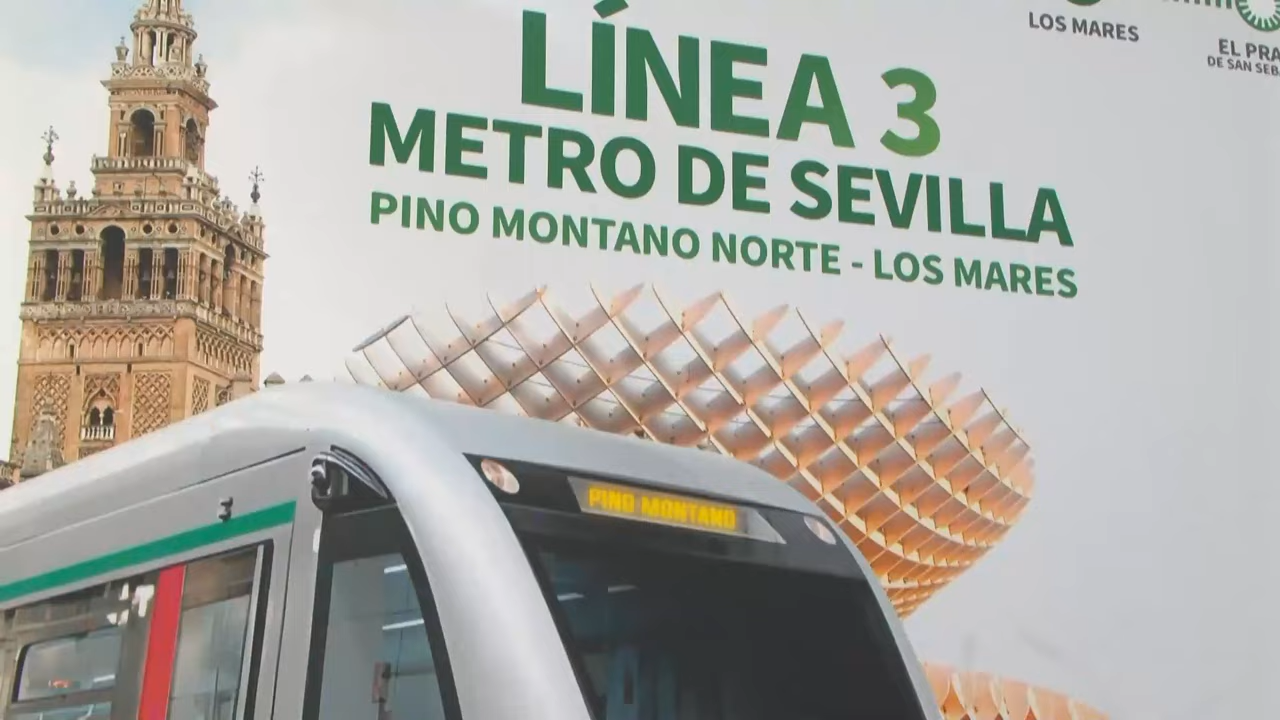 LOS MARES
EL PRA
DE SAN SEB
LÍNEA 3
METRO DE SEVILLA
PINO MONTANO NORTE - LOS MARES
PINO MONTANO